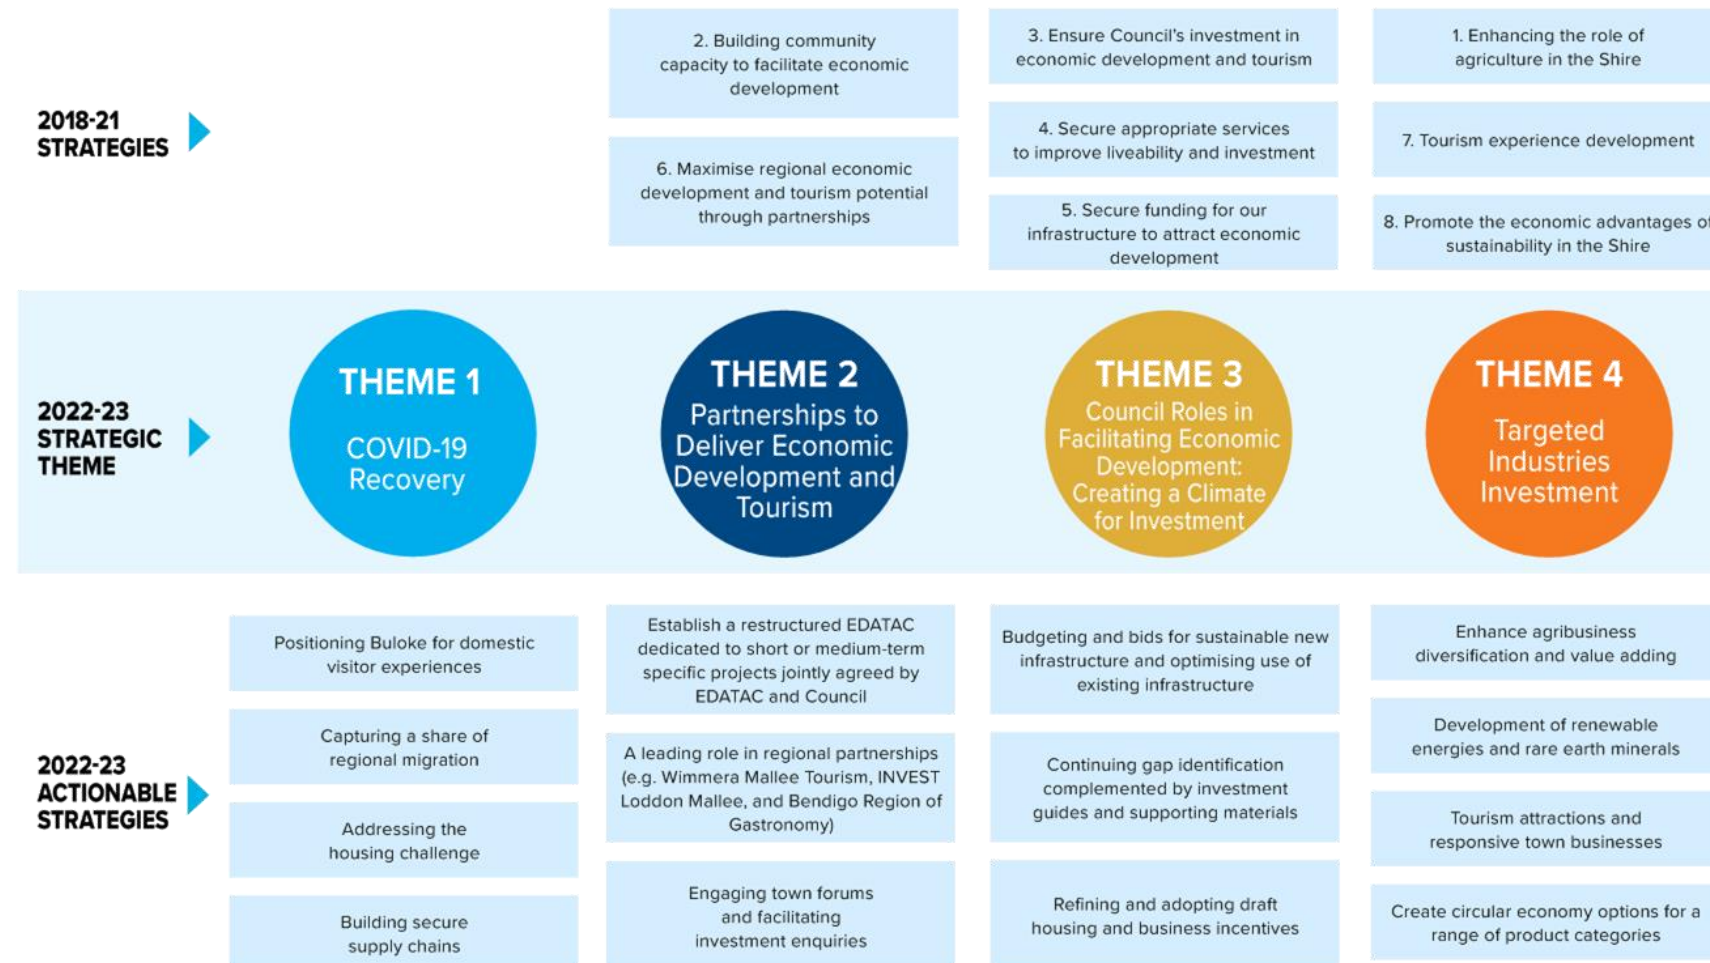 2018-21
STRATEGIES
2. Building community
capacity to facilitate economic
development
6. Maximise regional economic
development and tourism potential
through partnerships
3. Ensure Council's investment in
economic development and tourism
4. Secure appropriate services
to improve liveability and investment
5. Secure funding for our
infrastructure to attract economic
development
1. Enhancing the role of
agriculture in the Shire
7. Tourism experience development
8. Promote the economic advantages of
sustainability in the Shire
2022-23
STRATEGIC
THEME
THEME 1
COVID-19
Recovery
THEME 2
Partnerships to
Deliver Economic
Development and
Tourism
THEME 3
Council Roles in
Facilitating Economic
Development:
Creating a Climate
for Investment
THEME 4
Targeted
Industries
Investment
2022-23
ACTIONABLE
STRATEGIES
Positioning Buloke for domestic
visitor experiences
Capturing a share of
regional migration
Addressing the
housing challenge
Building secure
supply chains
Establish a restructured EDATAC
dedicated to short or medium-term
specific projects jointly agreed by
EDATAC and Council
A leading role in regional partnerships
(e.g. Wimmera Mallee Tourism, INVEST
Loddon Mallee, and Bendigo Region of
Gastronomy)
Engaging town forums
and facilitating
investment enquiries
Budgeting and bids for sustainable new
infrastructure and optimising use of
existing infrastructure
Continuing gap identification
complemented by investment
guides and supporting materials
Refining and adopting draft
housing and business incentives
Enhance agribusiness
diversification and value adding
Development of renewable
energies and rare earth minerals
Tourism attractions and
responsive town businesses
Create circular economy options for a
range of product categories